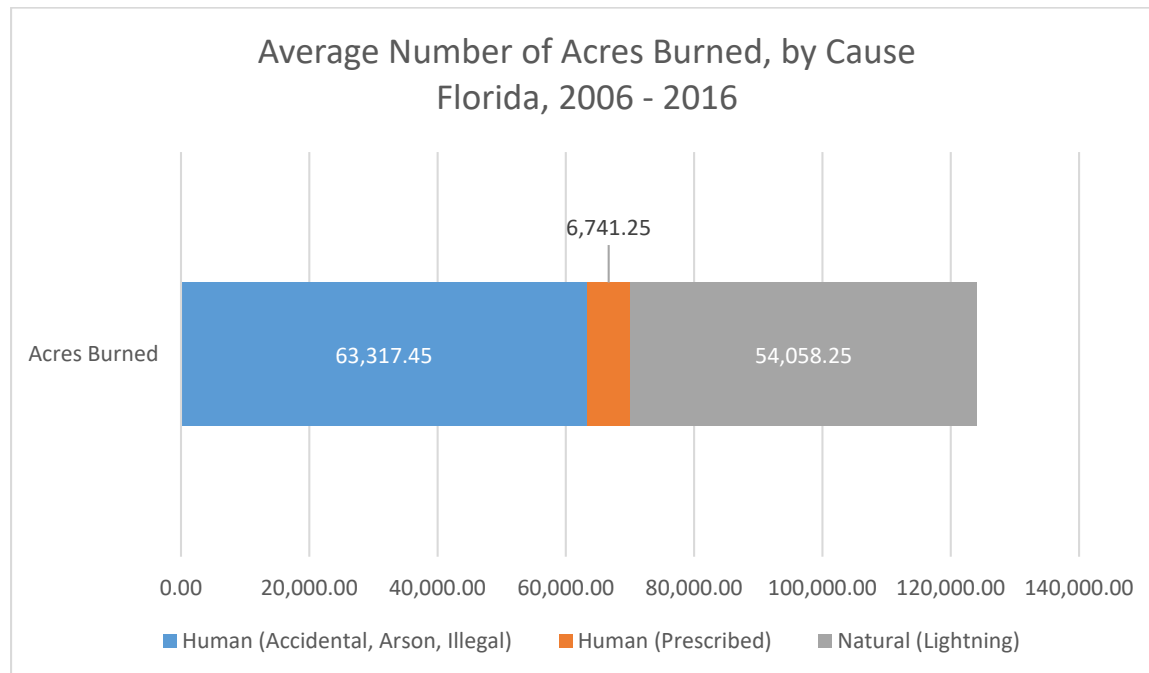 Average Number of Acres Burned, by Cause
Florida, 2006 - 2016
6,741.25
Acres Burned
63,317.45
54,058.25
0.00 20,000.00 40,000.00 60,000.00 80,000.00 100,000.00 120,000.00 140,000.00
Human (Accidental, Arson, Illegal) Human (Prescribed) Natural (Lightning)